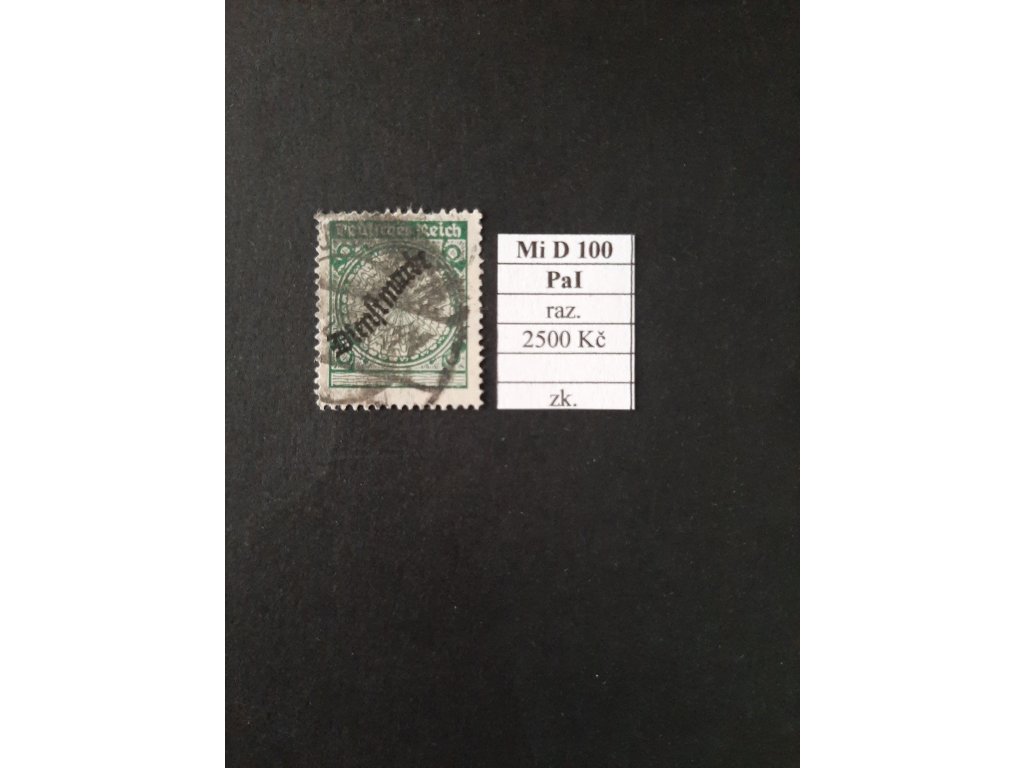 Deutsches Reich
Dienstmarke
Mi D 100
PaI
raz.
2500 Kč
zk.